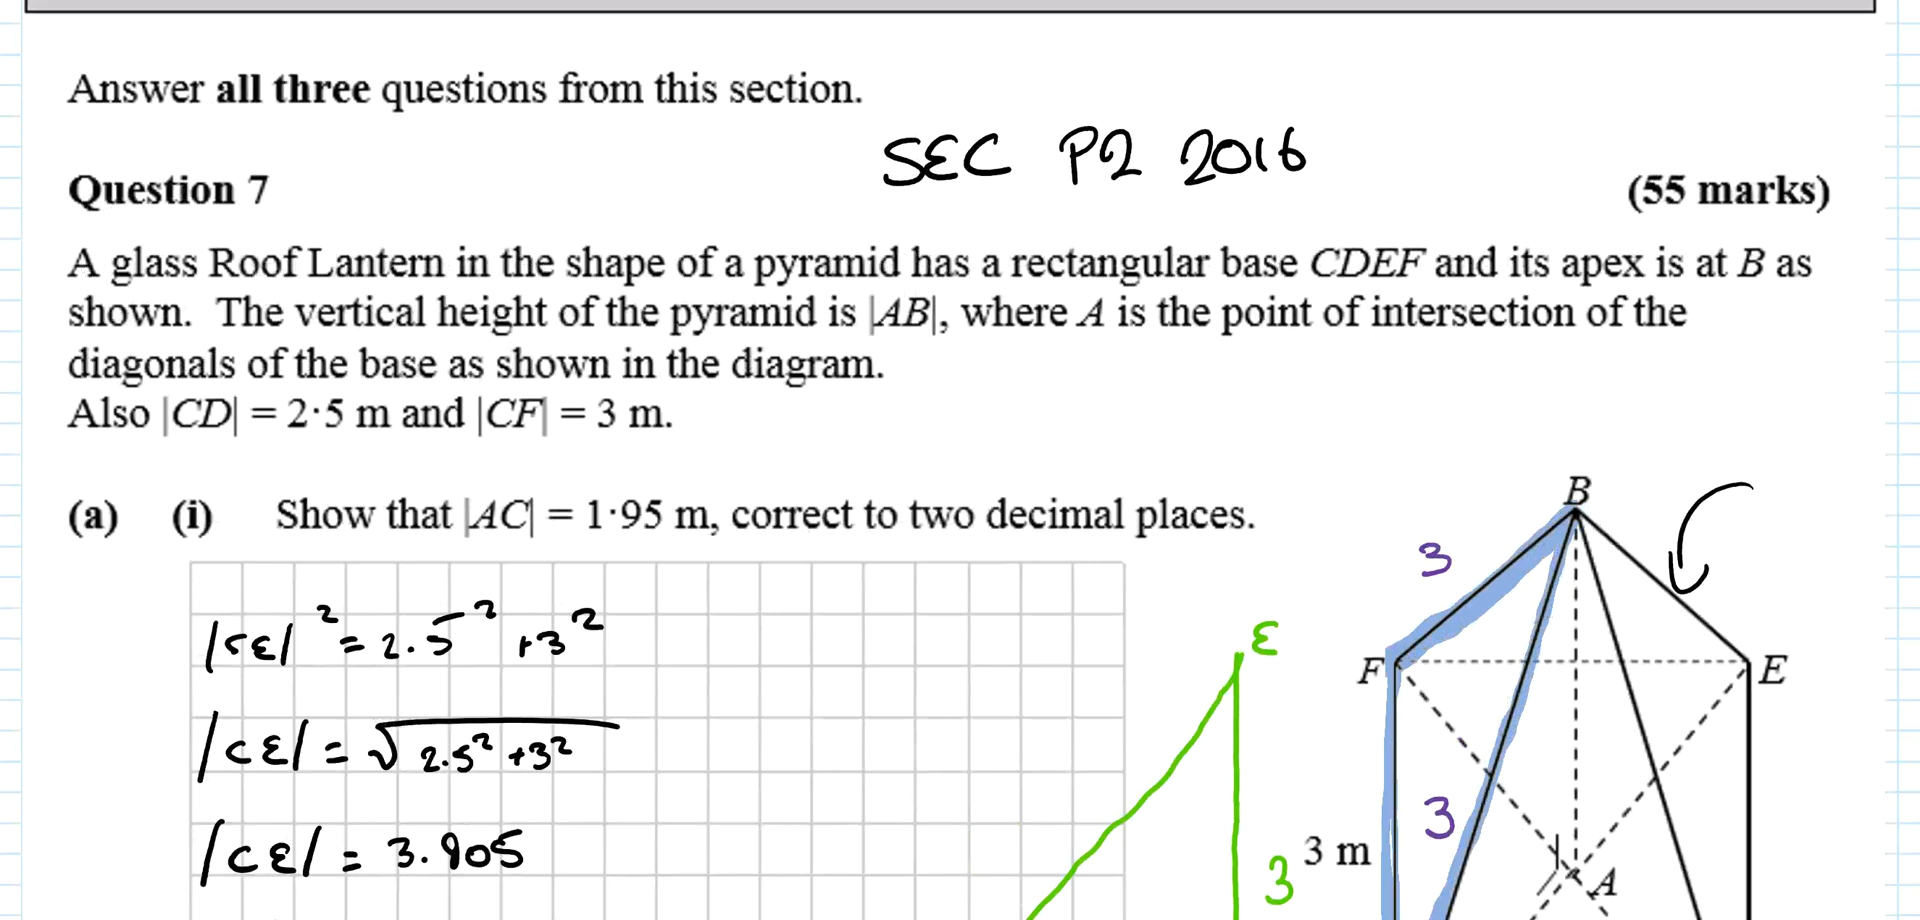 Answer all three questions from this section.
SEC P2 2016
Question 7
(55 marks)
A glass Roof Lantern in the shape of a pyramid has a rectangular base CDEF and its apex is at B as
shown. The vertical height of the pyramid is |AB|, where A is the point of intersection of the
diagonals of the base as shown in the diagram.
Also |CD| = 2·5 m and |CF| = 3 m.
(a) (i) Show that |AC| = 1·95 m, correct to two decimal places.
|CE|² = 2.5² + 3²
|CE| = √2.5² + 3²
|CE| = 3.905
E
3
B
3
F
E
3
3 m
A